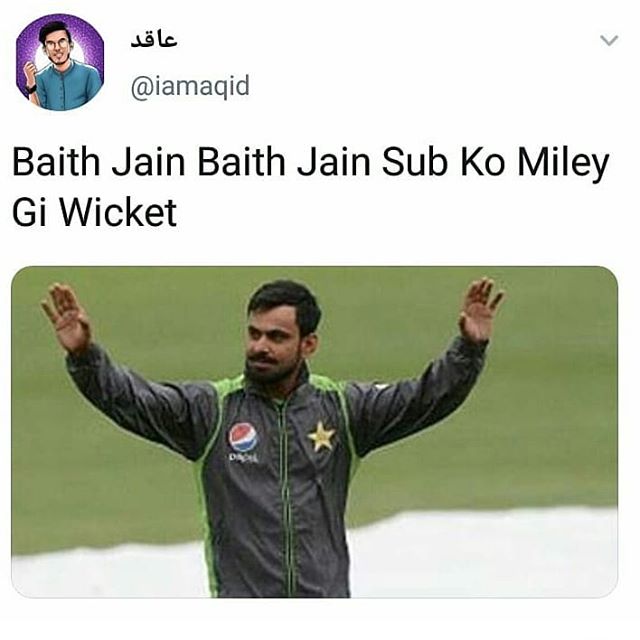 عاقد
@iamaqid
Baith Jain Baith Jain Sub Ko Miley
Gi Wicket
pepsi